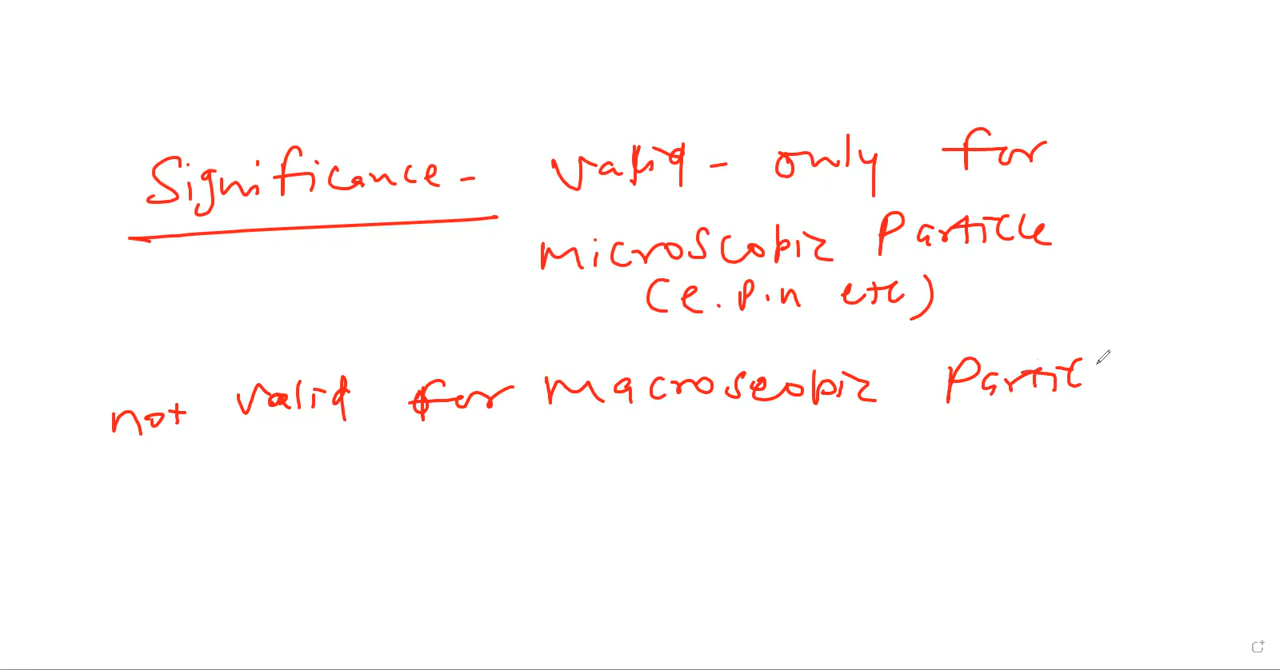 Significance - Valid - only for
microscopic Particle
(e.p.n etc)
not valid for macroscopic Partic